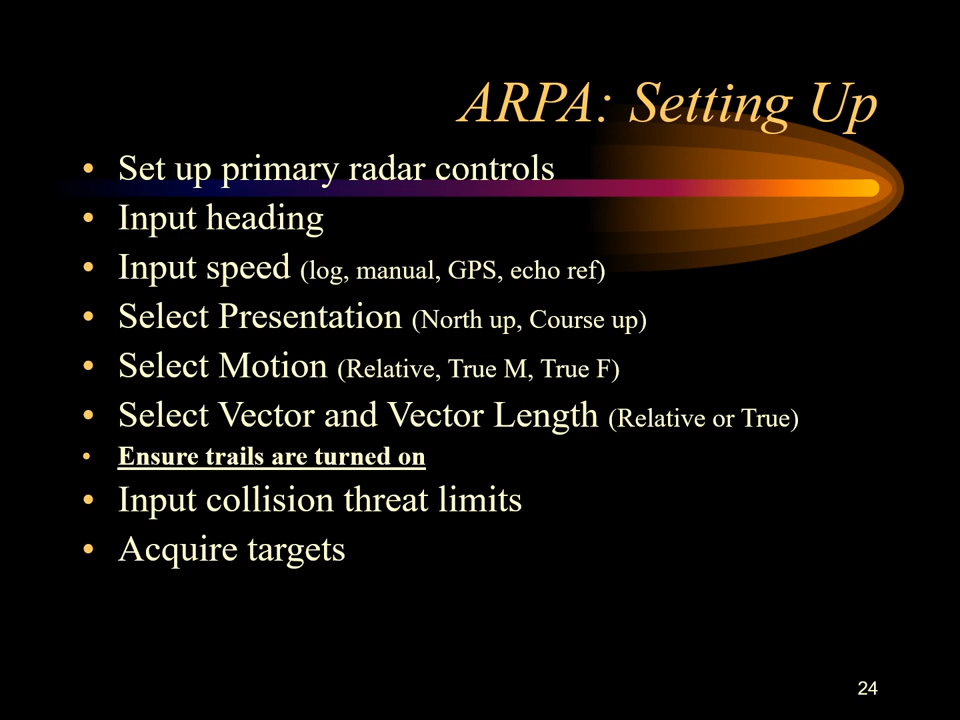 ARPA: Setting Up
• Set up primary radar controls
• Input heading
• Input speed (log, manual, GPS, echo ref)
• Select Presentation (North up, Course up)
• Select Motion (Relative, True M, True F)
• Select Vector and Vector Length (Relative or True)
• Ensure trails are turned on
• Input collision threat limits
• Acquire targets
24